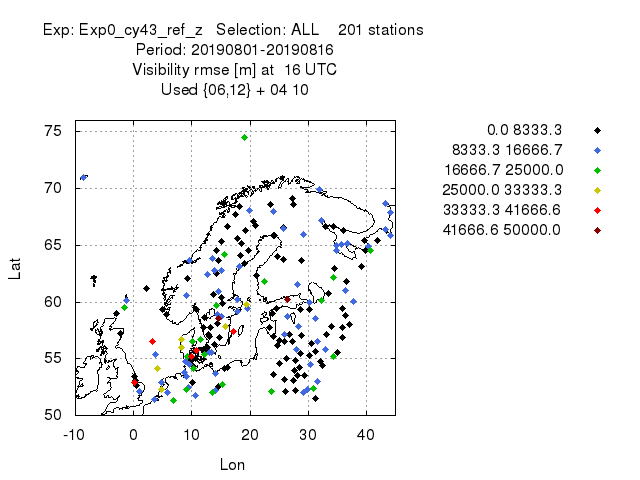 Exp: Exp0_cy43_ref_z   Selection: ALL    201 stations
Period: 20190801-20190816
Visibility rmse [m] at  16 UTC
Used {06,12} + 04 10
0.0 8333.3
8333.3 16666.7
16666.7 25000.0
25000.0 33333.3
33333.3 41666.6
41666.6 50000.0
75
70
65
60
55
50
Lat
-10 0 10 20 30 40
Lon